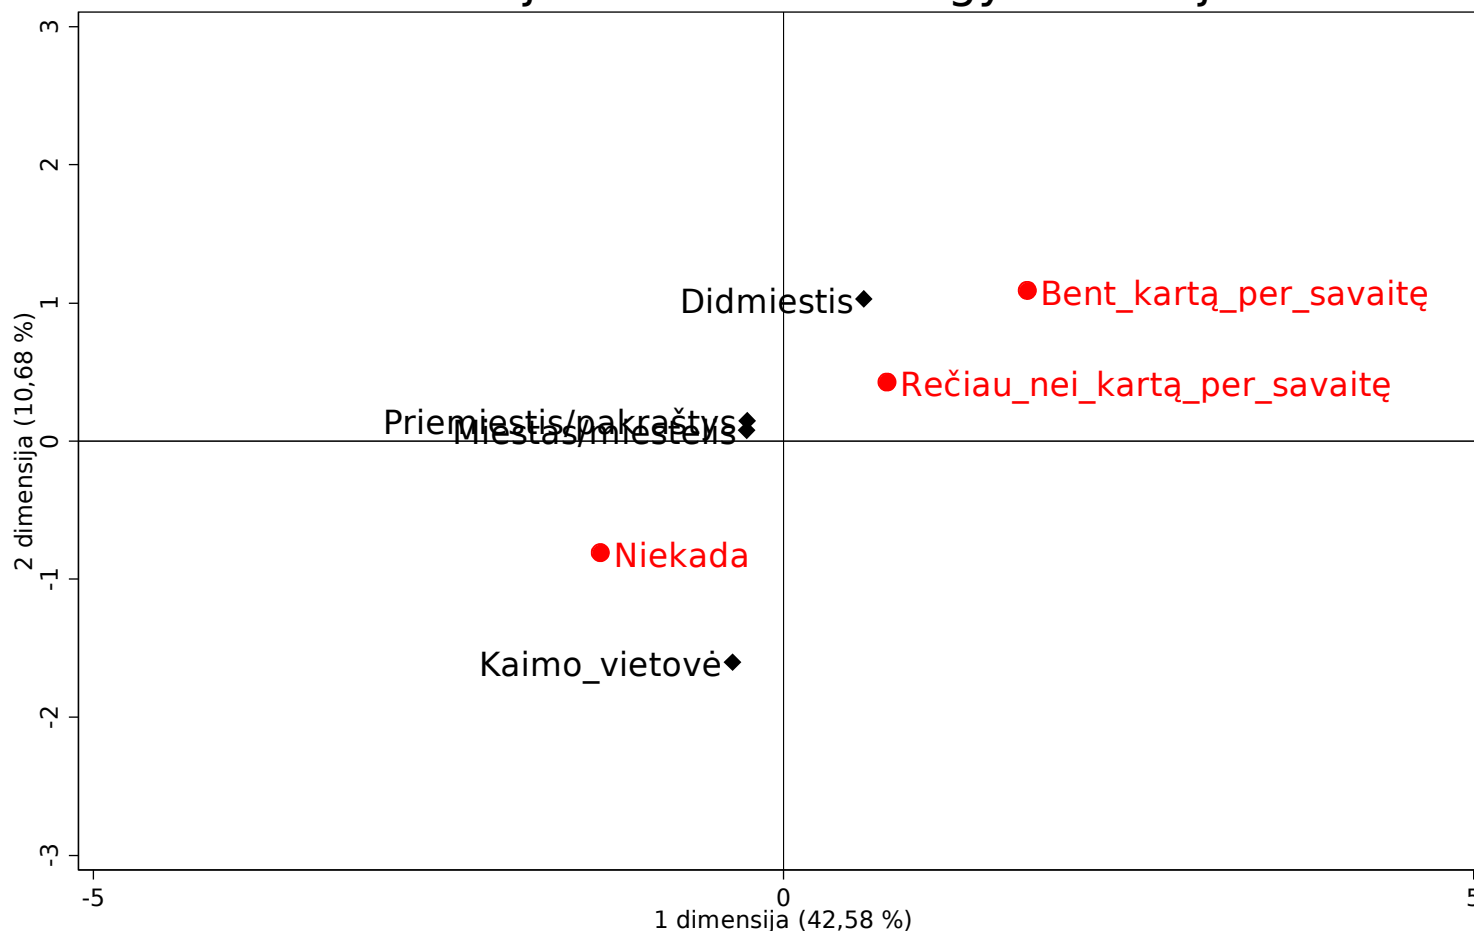 3
2
1
0
-1
-2
-3
2 dimensija (10,68 %)
Didmiestis
Bent_kartą_per_savaitę
Rečiau_nei_kartą_per_savaitę
Priemiestis/pakraštys
Miestas/miestelis
Niekada
Kaimo_vietovė
-5
0
5
1 dimensija (42,58 %)